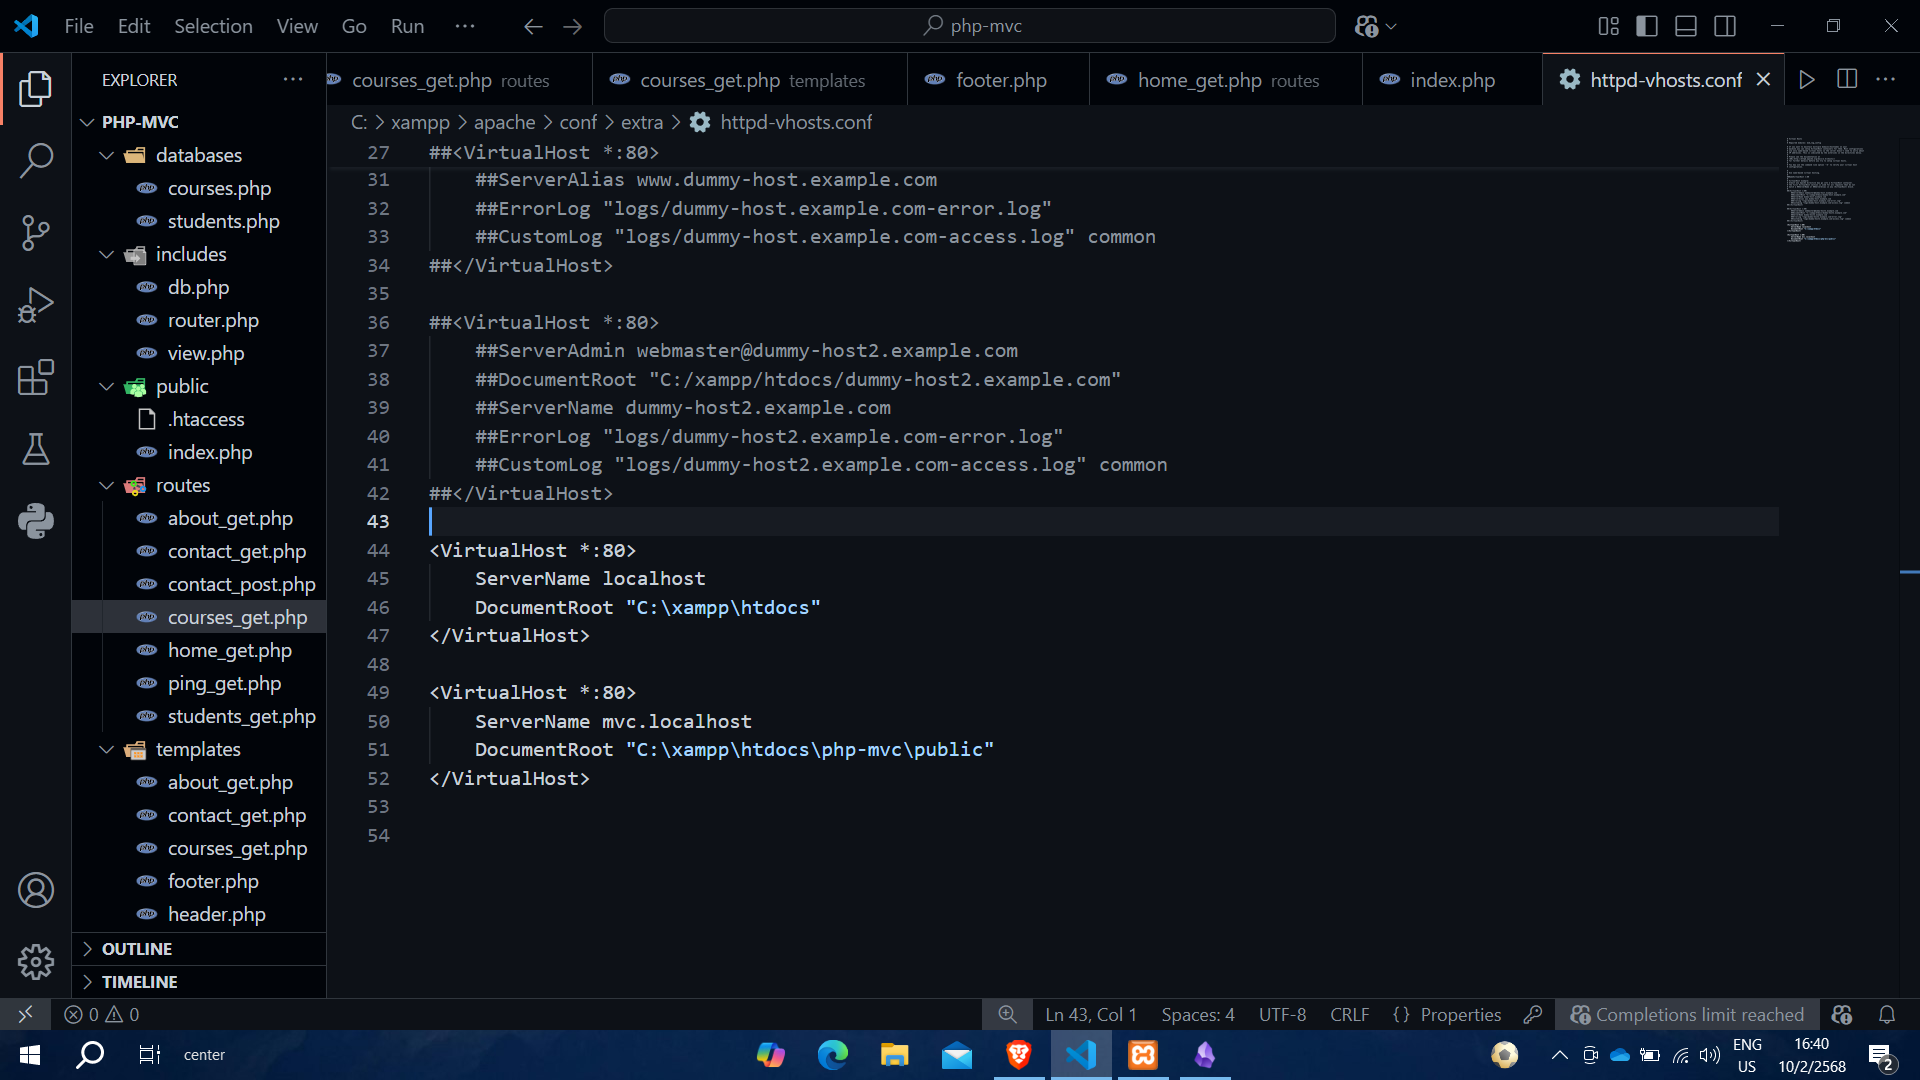 File Edit Selection View Go Run ···
php-mvc
EXPLORER ···
courses_get.php routes
courses_get.php templates
footer.php
home_get.php routes
index.php
httpd-vhosts.conf
C: > xampp > apache > conf > extra > httpd-vhosts.conf
PHP-MVC
databases
courses.php
students.php
includes
db.php
router.php
view.php
public
.htaccess
index.php
routes
about_get.php
contact_get.php
contact_post.php
courses_get.php
home_get.php
ping_get.php
students_get.php
templates
about_get.php
contact_get.php
courses_get.php
footer.php
header.php
OUTLINE
TIMELINE
27 ##<VirtualHost *:80>
31 ##ServerAlias www.dummy-host.example.com
32 ##ErrorLog "logs/dummy-host.example.com-error.log"
33 ##CustomLog "logs/dummy-host.example.com-access.log" common
34 ##</VirtualHost>
35
36 ##<VirtualHost *:80>
37 ##ServerAdmin webmaster@dummy-host2.example.com
38 ##DocumentRoot "C:/xampp/htdocs/dummy-host2.example.com"
39 ##ServerName dummy-host2.example.com
40 ##ErrorLog "logs/dummy-host2.example.com-error.log"
41 ##CustomLog "logs/dummy-host2.example.com-access.log" common
42 ##</VirtualHost>
43
44 <VirtualHost *:80>
45 ServerName localhost
46 DocumentRoot "C:\xampp\htdocs"
47 </VirtualHost>
48
49 <VirtualHost *:80>
50 ServerName mvc.localhost
51 DocumentRoot "C:\xampp\htdocs\php-mvc\public"
52 </VirtualHost>
53
54
0 0 Ln 43, Col 1 Spaces: 4 UTF-8 CRLF {} Properties Completions limit reached
center
ENG
US
16:40
10/2/2568
2